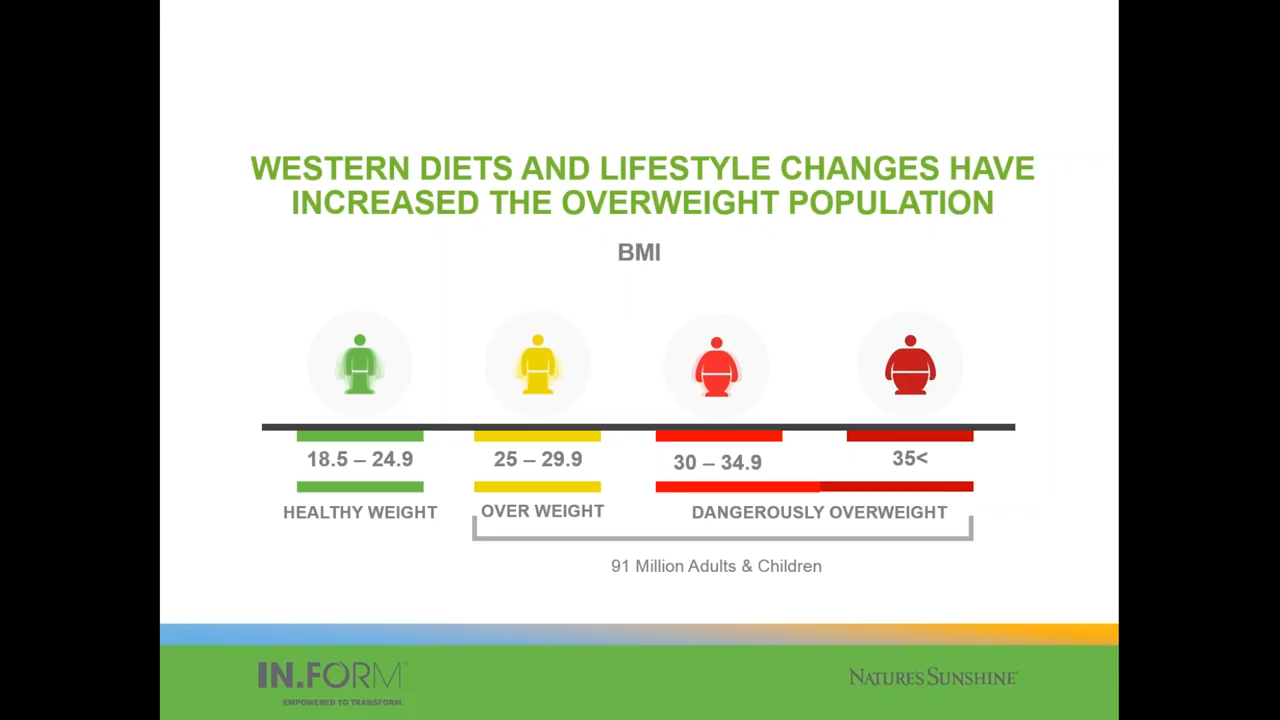 WESTERN DIETS AND LIFESTYLE CHANGES HAVE
INCREASED THE OVERWEIGHT POPULATION
BMI
18.5 – 24.9
25 – 29.9
30 – 34.9
35<
HEALTHY WEIGHT
OVER WEIGHT
DANGEROUSLY OVERWEIGHT
91 Million Adults & Children
IN.FORM™
EMPOWERED TO TRANSFORM.
NATURE'S SUNSHINE®